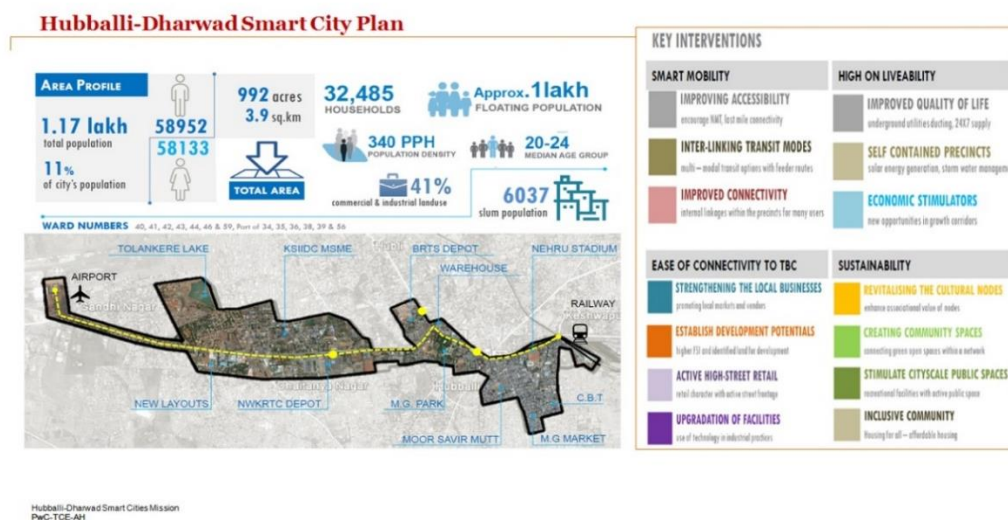 Hubballi-Dharwad Smart City Plan
AREA PROFILE
1.17 lakh
total population
11%
of city's population
58952
58133
992 acres
3.9 sq.km
TOTAL AREA
32,485
HOUSEHOLDS
Approx.1lakh
FLOATING POPULATION
340 PPH
POPULATION DENSITY
20-24
MEDIAN AGE GROUP
41%
commercial & industrial landuse
6037
slum population
WARD NUMBERS 40, 41, 42, 43, 44, 46 & 59, Part of 34, 35, 36, 38, 39 & 56
TOLANKERE LAKE
KSIIDC MSME
BRTS DEPOT
NEHRU STADIUM
WAREHOUSE
AIRPORT
RAILWAY
Gandhi Nagar
Keshwapur
Chaitanya Nagar
Hubballi
NEW LAYOUTS
NWKRTC DEPOT
M.G. PARK
C.B.T
MOOR SAVIR MUTT
M.G MARKET
KEY INTERVENTIONS
SMART MOBILITY
IMPROVING ACCESSIBILITY
encourage NMT, last mile connectivity
INTER-LINKING TRANSIT MODES
multi – modal transit options with feeder routes
IMPROVED CONNECTIVITY
internal linkages within the precincts for many users
HIGH ON LIVEABILITY
IMPROVED QUALITY OF LIFE
underground utilities ducting, 24X7 supply
SELF CONTAINED PRECINCTS
solar energy generation, storm water managem
ECONOMIC STIMULATORS
new opportunities in growth corridors
EASE OF CONNECTIVITY TO TBC
STRENGTHENING THE LOCAL BUSINESSES
promoting local markets and vendors
ESTABLISH DEVELOPMENT POTENTIALS
higher FSI and identified land for development
ACTIVE HIGH-STREET RETAIL
retail character with active street frontage
UPGRADATION OF FACILITIES
use of technology in industrial practices
SUSTAINABILITY
REVITALISING THE CULTURAL NODES
enhance associational value of nodes
CREATING COMMUNITY SPACES
connecting green open spaces within a network
STIMULATE CITYSCALE PUBLIC SPACES
recreational facilities with active public space
INCLUSIVE COMMUNITY
Housing for all – affordable housing
Hubballi-Dharwad Smart Cities Mission
PwC-TCE-AH